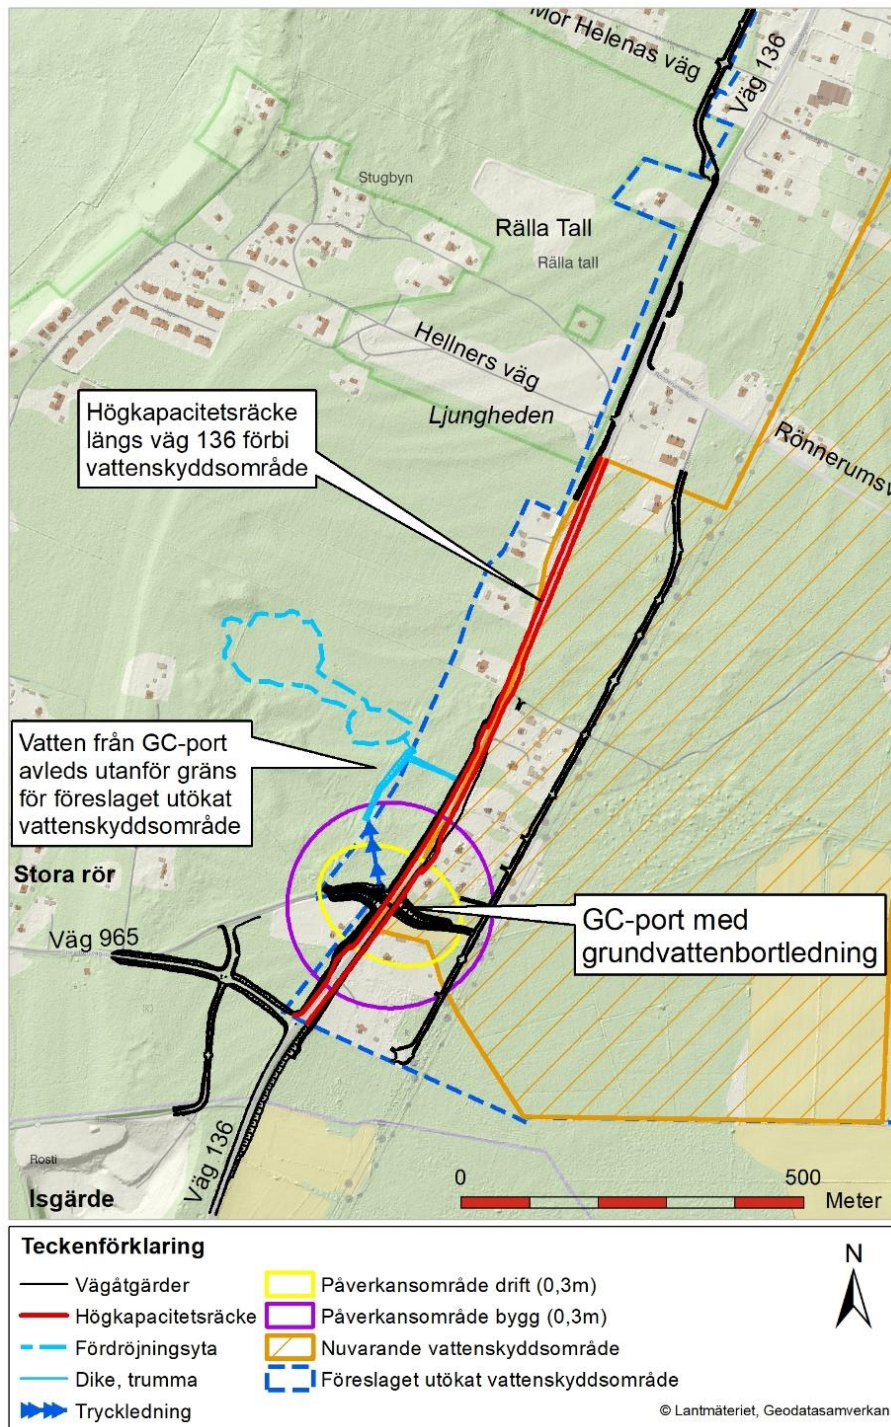 Mor Helenas väg
Väg 136
Stugbyn
Rälla Tall
Rälla tall
Hellners väg
Högkapacitetsräcke
längs väg 136 förbi
vattenskyddsområde
Ljungheden
Rönnerumsv
Vatten från GC-port
avleds utanför gräns
för föreslaget utökat
vattenskyddsområde
Stora rör
Väg 965
GC-port med
grundvattenbortledning
Väg 136
Rosti
Isgärde
0 500
Meter
Teckenförklaring
Vägåtgärder
Högkapacitetsräcke
Fördröjningsyta
Dike, trumma
Tryckledning
Påverkansområde drift (0,3m)
Påverkansområde bygg (0,3m)
Nuvarande vattenskyddsområde
Föreslaget utökat vattenskyddsområde
N
© Lantmäteriet, Geodatasamverkan